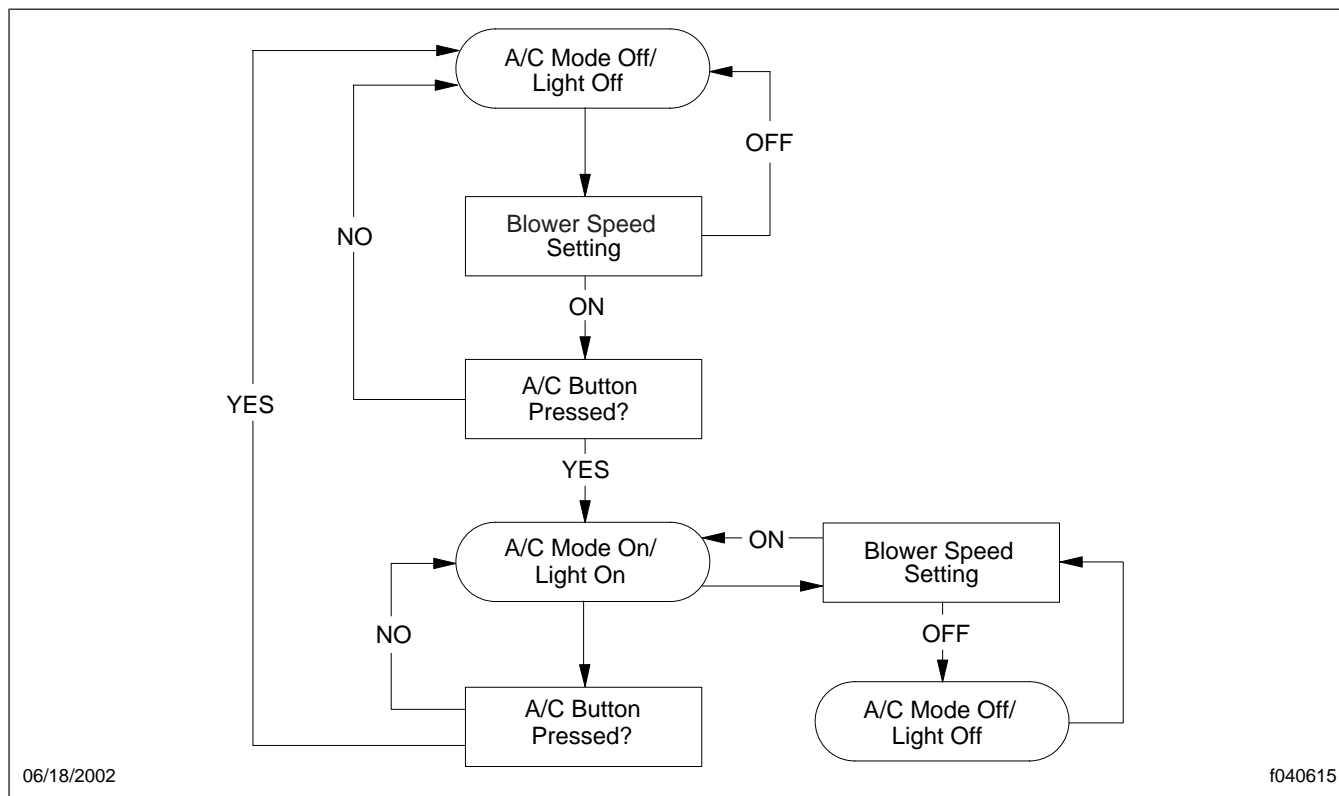 A/C Mode Off/
Light Off
OFF
Blower Speed
Setting
NO
ON
A/C Button
Pressed?
YES
YES
A/C Mode On/
Light On
ON
Blower Speed
Setting
NO
OFF
A/C Button
Pressed?
A/C Mode Off/
Light Off
06/18/2002
f040615